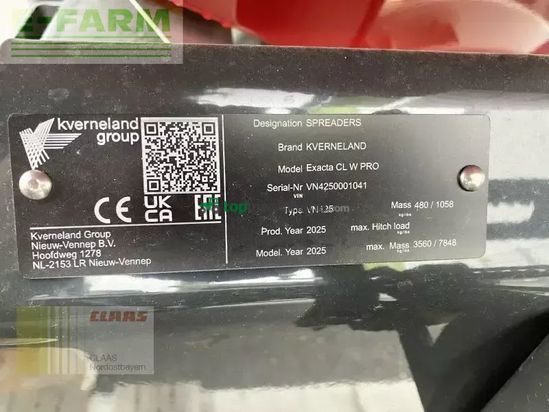 E-FARM
kverneland
group
CE UK
CA EAC
Kverneland Group
Nieuw-Vennep B.V.
Hoofdweg 1278
NL-2153 LR Nieuw-Vennep
Designation SPREADERS
Brand KVERNELAND
Model Exacta CL W PRO
Serial-Nr VN4250001041
VIN
Type Mass 480 / 1058
kg/lbs
Prod. Year 2025 max. Hitch load
kg/lbs
Model. Year 2025 max. Mass 3560 / 7848
kg/lbs
CLAAS
CLAAS
Nordostbayern